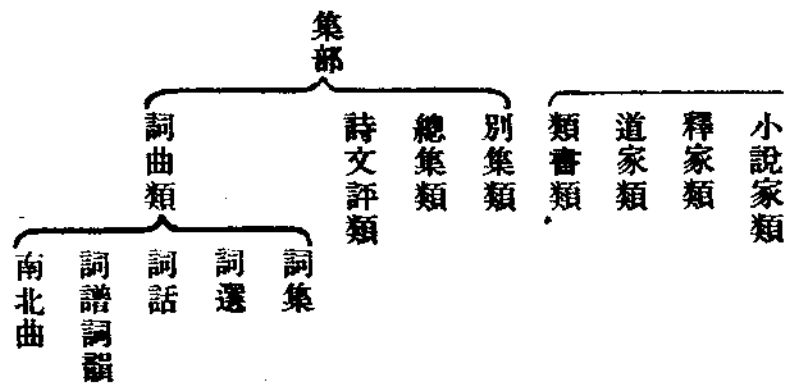 小說家類
釋家類
道家類
類書類
集部
別集類
總集類
詩文評類
詞曲類
詞集
詞選
詞話
詞譜詞韻
南北曲